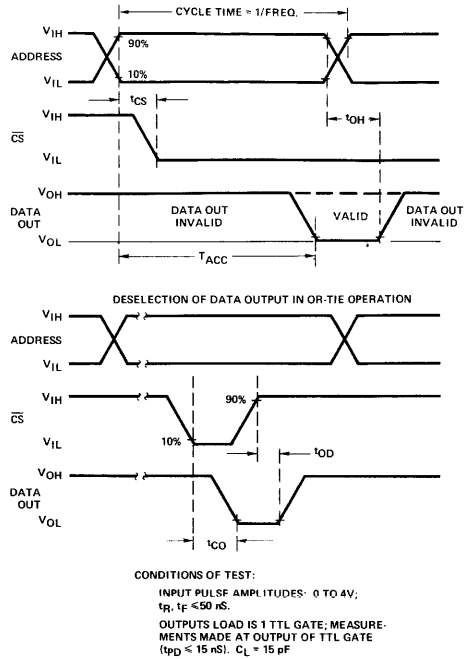 CYCLE TIME = 1/FREQ.
VIH
90%
ADDRESS
10%
VIL
tCS
VIH
tOH
CS
VIL
VOH
DATA OUT
DATA OUT INVALID
VALID
DATA OUT INVALID
VOL
TACC
DESELECTION OF DATA OUTPUT IN OR-TIE OPERATION
VIH
ADDRESS
VIL
VIH
90%
CS
10%
VIL
tOD
VOH
DATA OUT
VOL
tCO
CONDITIONS OF TEST:
INPUT PULSE AMPLITUDES: 0 TO 4V;
tR, tF ≤50 nS.
OUTPUTS LOAD IS 1 TTL GATE; MEASURE-
MENTS MADE AT OUTPUT OF TTL GATE
(tPD ≤ 15 nS). CL = 15 pF